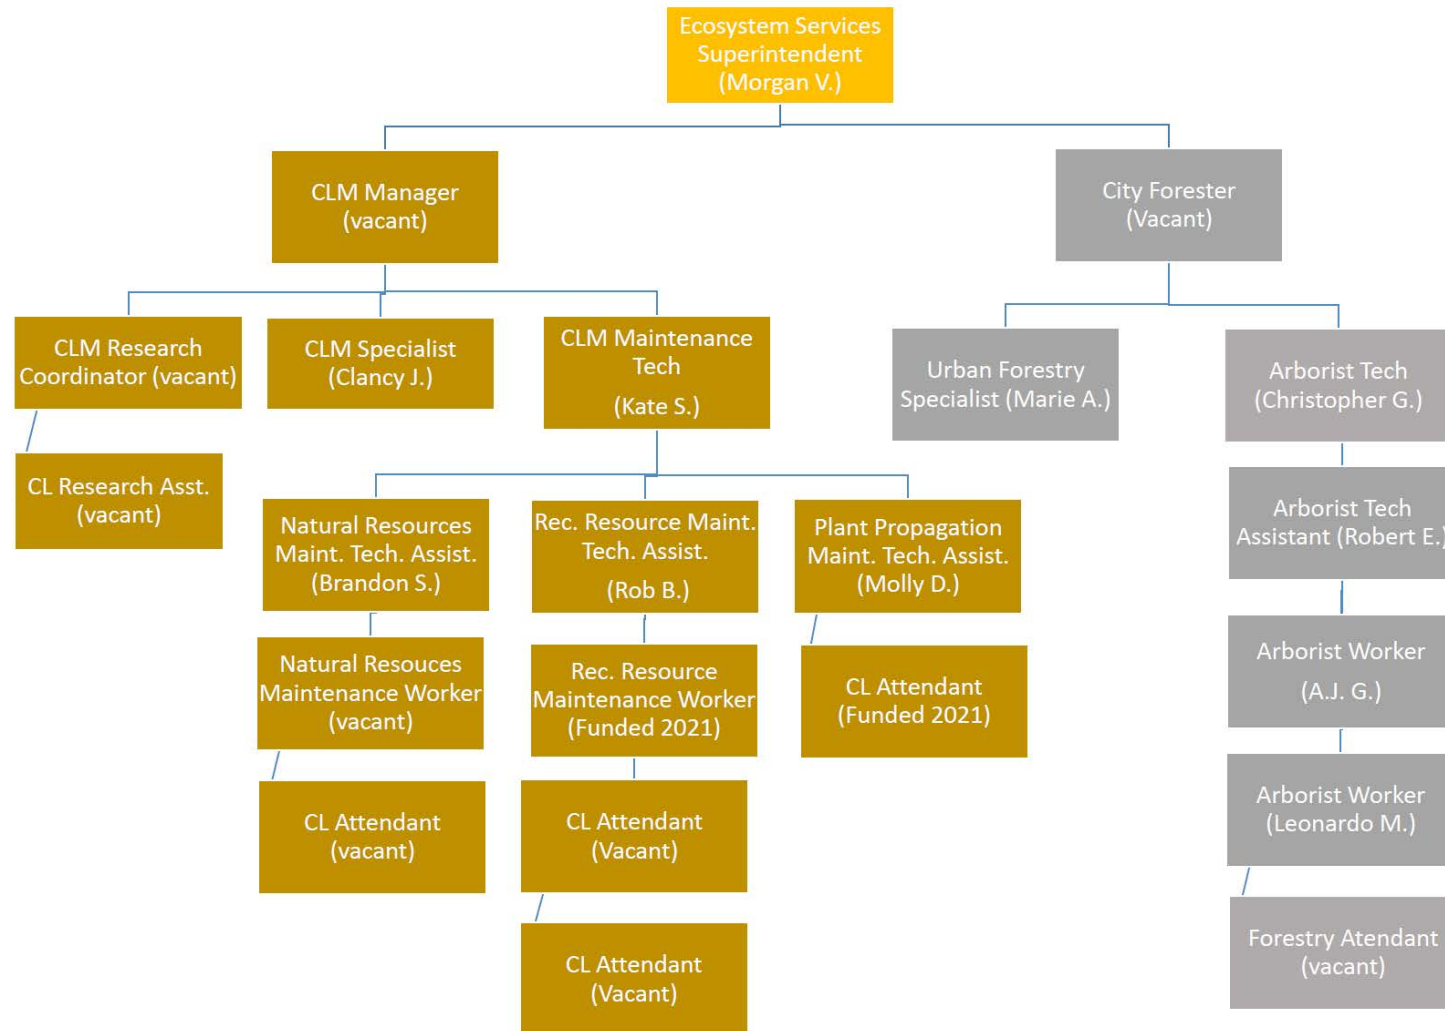 Ecosystem Services
Superintendent
(Morgan V.)
CLM Manager
(vacant)
City Forester
(Vacant)
CLM Research
Coordinator (vacant)
CLM Specialist
(Clancy J.)
CLM Maintenance
Tech
(Kate S.)
Urban Forestry
Specialist (Marie A.)
Arborist Tech
(Christopher G.)
CL Research Asst.
(vacant)
Natural Resources
Maint. Tech. Assist.
(Brandon S.)
Rec. Resource Maint.
Tech. Assist.
(Rob B.)
Plant Propagation
Maint. Tech. Assist.
(Molly D.)
Arborist Tech
Assistant (Robert E.)
Natural Resouces
Maintenance Worker
(vacant)
Rec. Resource
Maintenance Worker
(Funded 2021)
CL Attendant
(Funded 2021)
Arborist Worker
(A.J. G.)
CL Attendant
(vacant)
CL Attendant
(Vacant)
Arborist Worker
(Leonardo M.)
CL Attendant
(Vacant)
Forestry Atendant
(vacant)